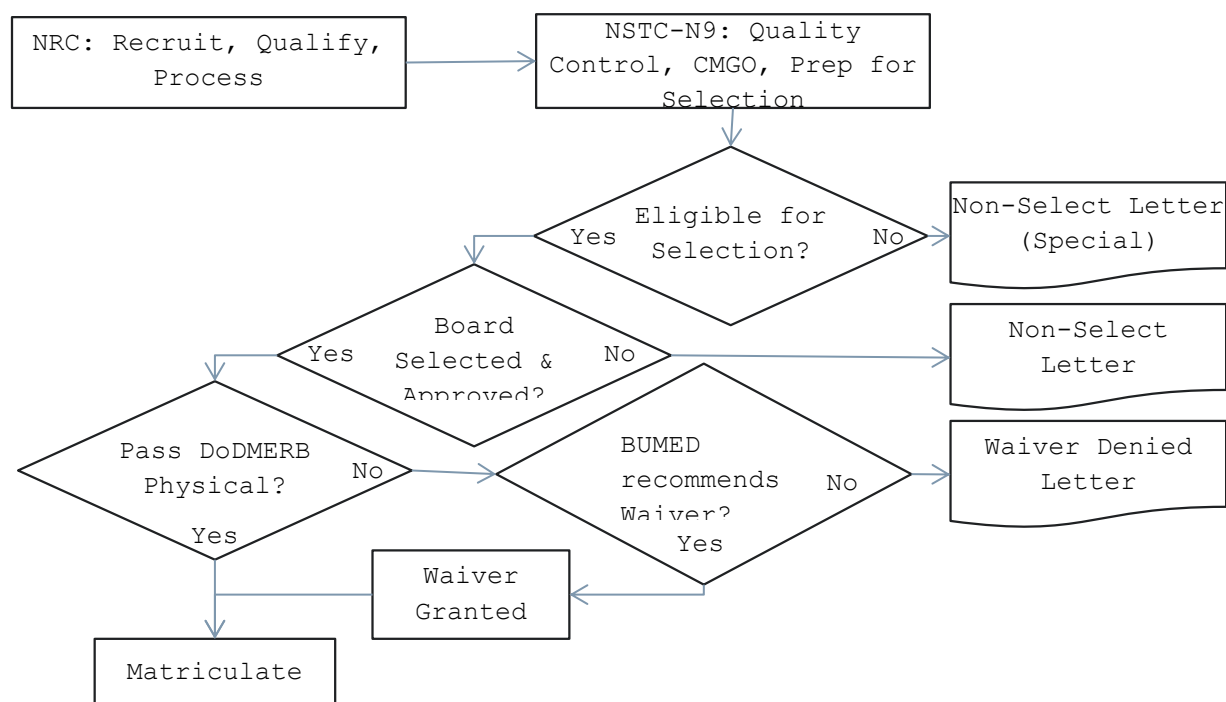 NRC: Recruit, Qualify,
Process
NSTC-N9: Quality
Control, CMGO, Prep for
Selection
Eligible for
Selection?
Yes
No
Non-Select Letter
(Special)
Board
Selected &
Approved?
Yes
No
Non-Select
Letter
Pass DoDMERB
Physical?
No
Yes
BUMED
recommends
Waiver?
No
Yes
Waiver Denied
Letter
Waiver
Granted
Matriculate